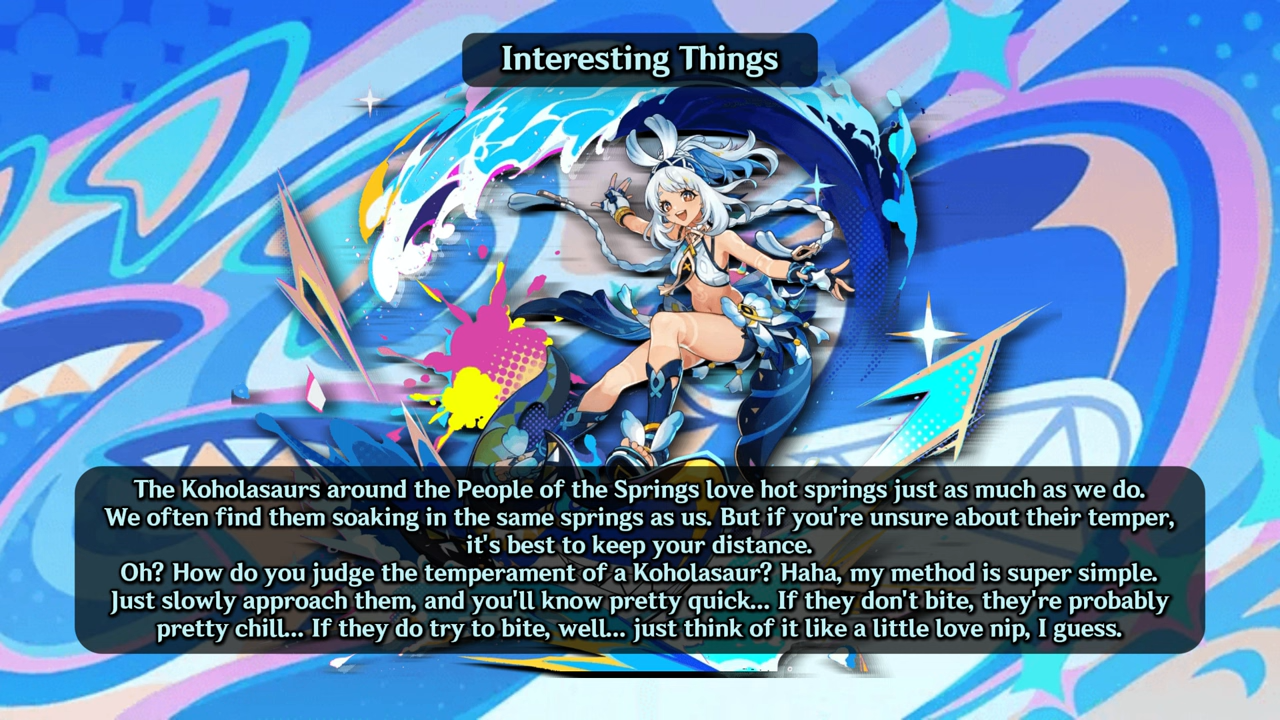 Interesting Things
The Koholasaurs around the People of the Springs love hot springs just as much as we do.
We often find them soaking in the same springs as us. But if you're unsure about their temper,
it's best to keep your distance.
Oh? How do you judge the temperament of a Koholasaur? Haha, my method is super simple.
Just slowly approach them, and you'll know pretty quick... If they don't bite, they're probably
pretty chill... If they do try to bite, well... just think of it like a little love nip, I guess.